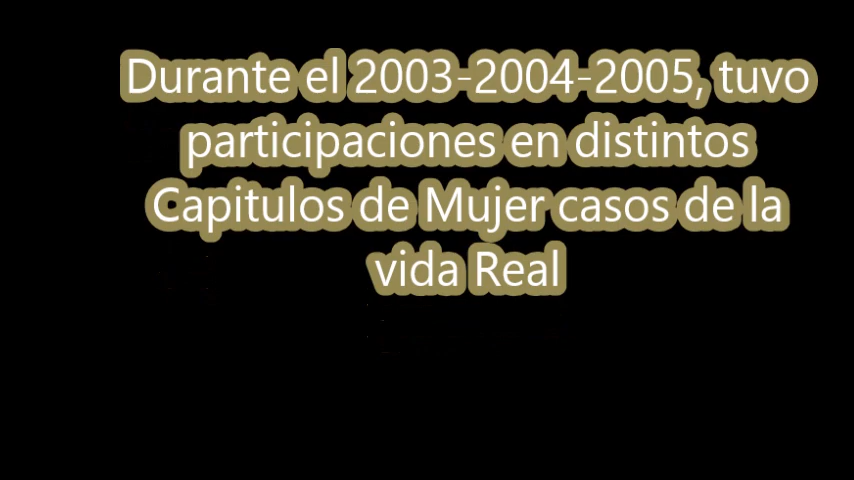 Durante el 2003-2004-2005, tuvo
participaciones en distintos
Capitulos de Mujer casos de la
vida Real